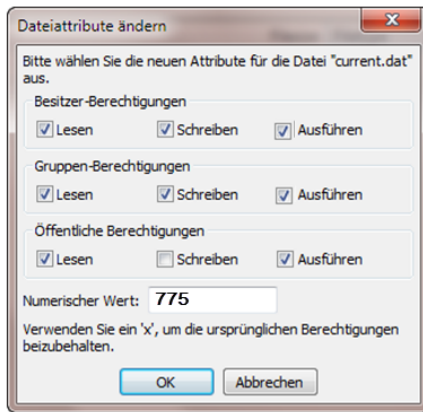 Dateiattribute ändern
Bitte wählen Sie die neuen Attribute für die Datei "current.dat"
aus.
Besitzer-Berechtigungen
Lesen Schreiben Ausführen
Gruppen-Berechtigungen
Lesen Schreiben Ausführen
Öffentliche Berechtigungen
Lesen Schreiben Ausführen
Numerischer Wert: 775
Verwenden Sie ein 'x', um die ursprünglichen Berechtigungen
beizubehalten.
OK Abbrechen